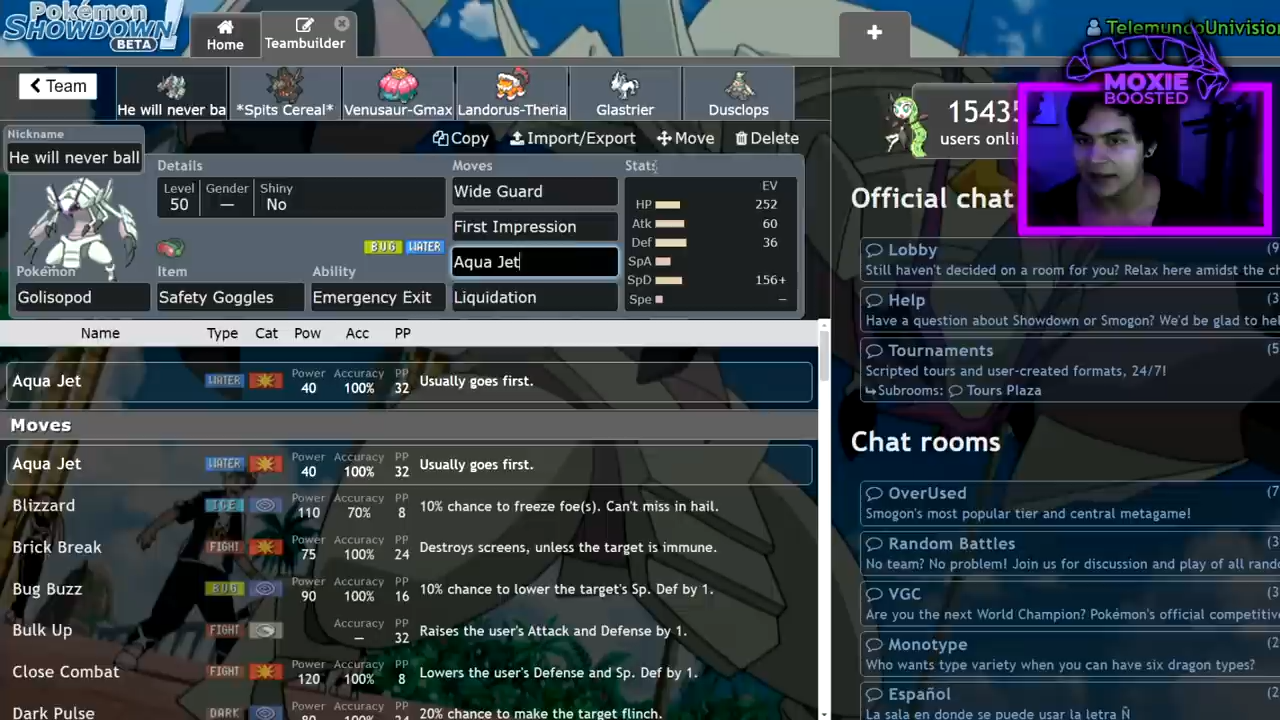 Pokémon
SHOWDOWN!
BETA
Home
Teambuilder
+
TelemundoUnivision
MOXIE
BOOSTED
Team
He will never ba
*Spits Cereal*
Venusaur-Gmax
Landorus-Theria
Glastrier
Dusclops
Copy
Import/Export
Move
Delete
Nickname
He will never ball
Details
Level
50
Gender
—
Shiny
No
BUG WATER
Pokémon
Golisopod
Item
Safety Goggles
Ability
Emergency Exit
Moves
Wide Guard
First Impression
Aqua Jet
Liquidation
Stats
EV
HP 252
Atk 60
Def 36
SpA
SpD 156+
Spe –
Name Type Cat Pow Acc PP
Aqua Jet WATER Power 40 Accuracy 100% PP 32 Usually goes first.
Moves
Aqua Jet WATER Power 40 Accuracy 100% PP 32 Usually goes first.
Blizzard ICE Power 110 Accuracy 70% PP 8 10% chance to freeze foe(s). Can't miss in hail.
Brick Break FIGHT Power 75 Accuracy 100% PP 24 Destroys screens, unless the target is immune.
Bug Buzz BUG Power 90 Accuracy 100% PP 16 10% chance to lower the target's Sp. Def by 1.
Bulk Up FIGHT Accuracy — PP 32 Raises the user's Attack and Defense by 1.
Close Combat FIGHT Power 120 Accuracy 100% PP 8 Lowers the user's Defense and Sp. Def by 1.
Dark Pulse DARK Power 80 Accuracy 100% PP 24 20% chance to make the target flinch.
15435
users onli
Official chat
Lobby
Still haven't decided on a room for you? Relax here amidst the ch
Help
Have a question about Showdown or Smogon? We'd be glad to hel
Tournaments
Scripted tours and user-created formats, 24/7!
Subrooms: Tours Plaza
Chat rooms
OverUsed
Smogon's most popular tier and central metagame!
Random Battles
No team? No problem! Join us for discussion and play of all rando
VGC
Are you the next World Champion? Pokémon's official competitive
Monotype
Who wants type variety when you can have six dragon types?
Español
La sala en donde se puede usar la letra Ñ